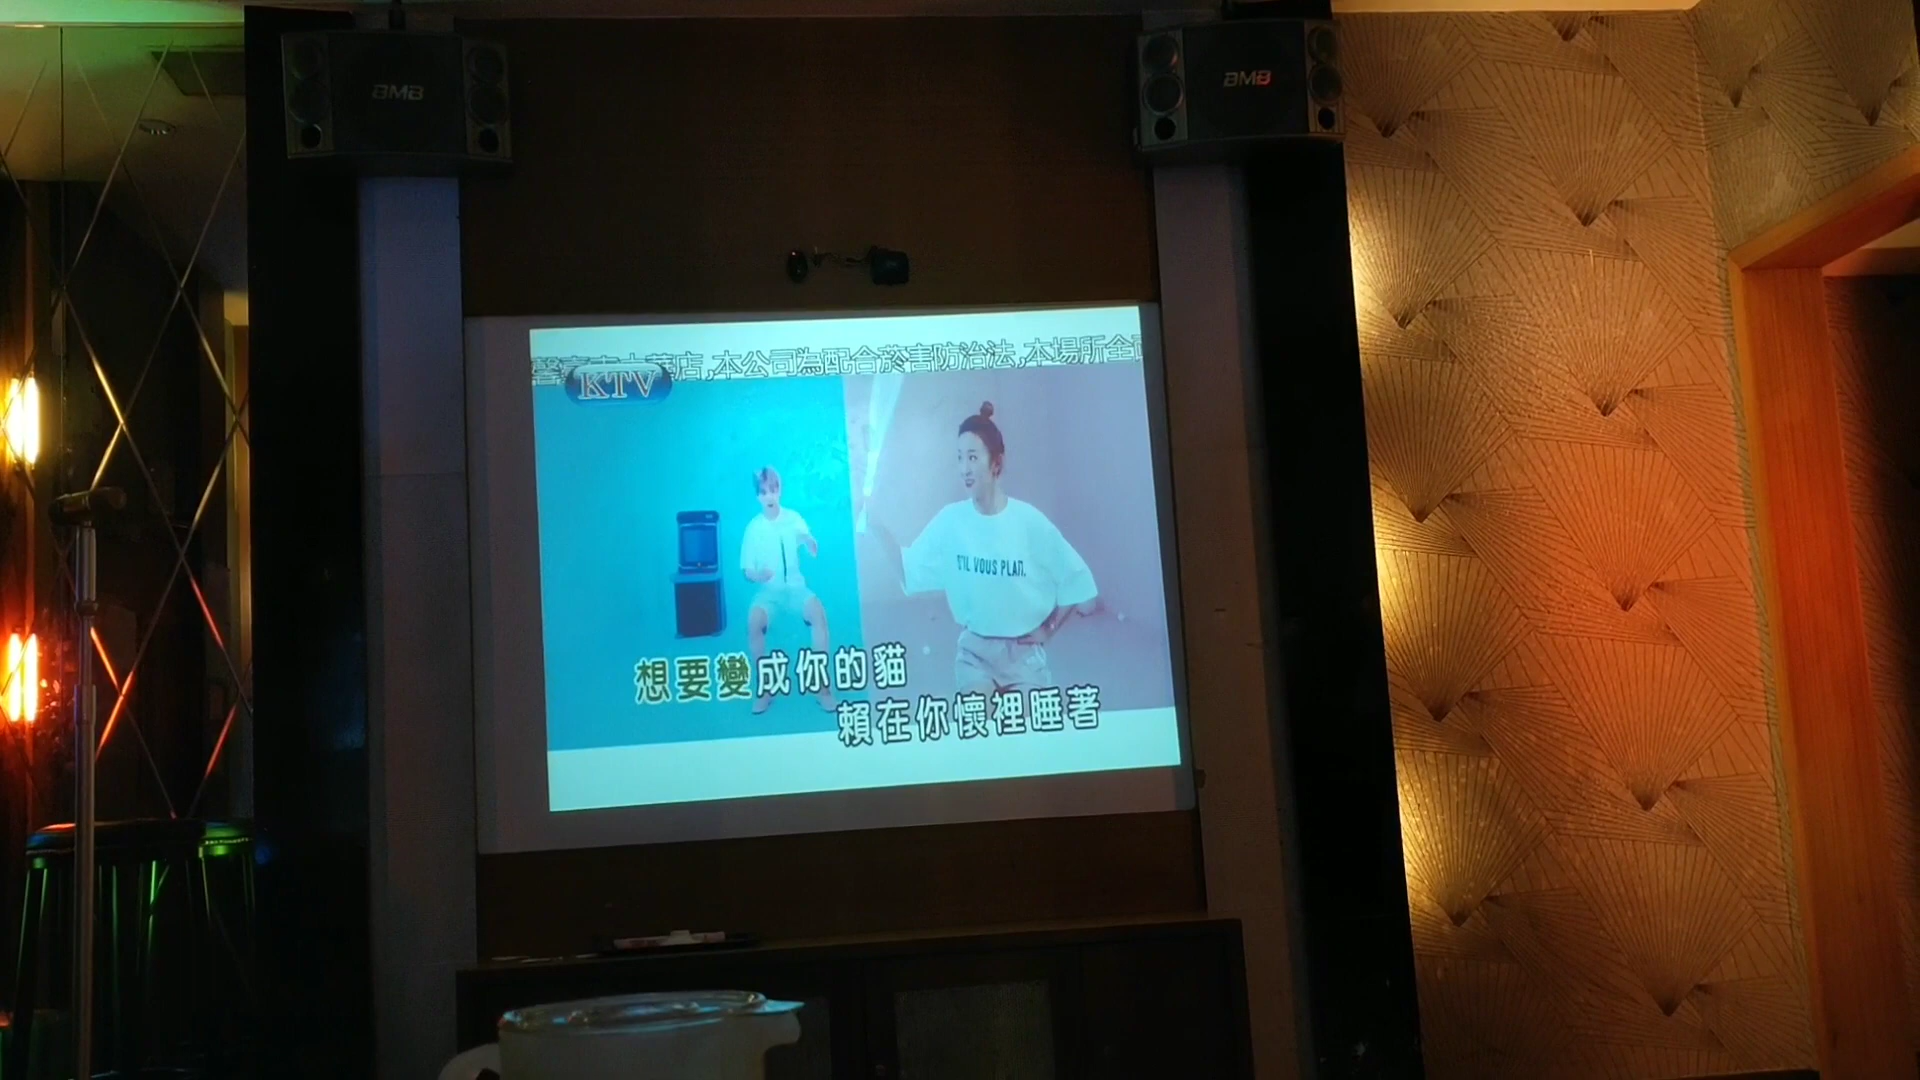 BMB
BMB
店,本公司為配合菸害防治法,本場所全
KTV
S'IL VOUS PLAIT.
想要變成你的貓
賴在你懷裡睡著